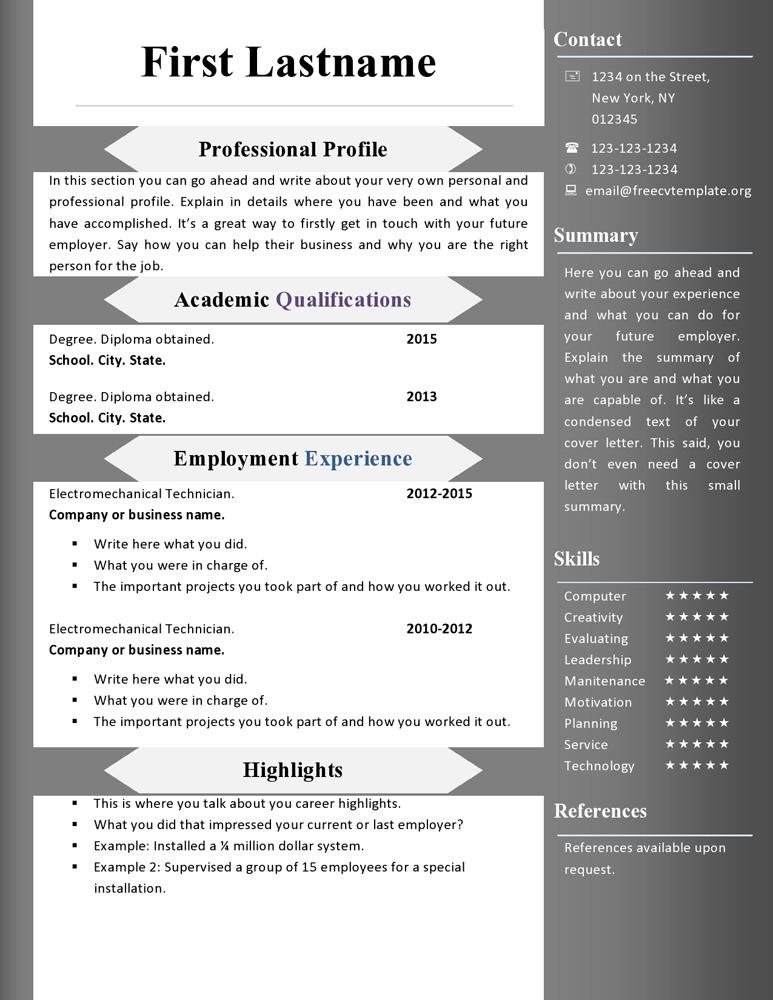 First Lastname
Professional Profile
In this section you can go ahead and write about your very own personal and
professional profile. Explain in details where you have been and what you
have accomplished. It’s a great way to firstly get in touch with your future
employer. Say how you can help their business and why you are the right
person for the job.
Academic Qualifications
Degree. Diploma obtained. 2015
School. City. State.
Degree. Diploma obtained. 2013
School. City. State.
Employment Experience
Electromechanical Technician. 2012-2015
Company or business name.
▪ Write here what you did.
▪ What you were in charge of.
▪ The important projects you took part of and how you worked it out.
Electromechanical Technician. 2010-2012
Company or business name.
▪ Write here what you did.
▪ What you were in charge of.
▪ The important projects you took part of and how you worked it out.
Highlights
▪ This is where you talk about you career highlights.
▪ What you did that impressed your current or last employer?
▪ Example: Installed a ¼ million dollar system.
▪ Example 2: Supervised a group of 15 employees for a special
installation.
Contact
1234 on the Street,
New York, NY
012345
123-123-1234
123-123-1234
email@freecvtemplate.org
Summary
Here you can go ahead and
write about your experience
and what you can do for
your future employer.
Explain the summary of
what you are and what you
are capable of. It’s like a
condensed text of your
cover letter. This said, you
don’t even need a cover
letter with this small
summary.
Skills
Computer ★★★★★
Creativity ★★★★★
Evaluating ★★★★★
Leadership ★★★★★
Manitenance ★★★★★
Motivation ★★★★★
Planning ★★★★★
Service ★★★★★
Technology ★★★★★
References
References available upon
request.